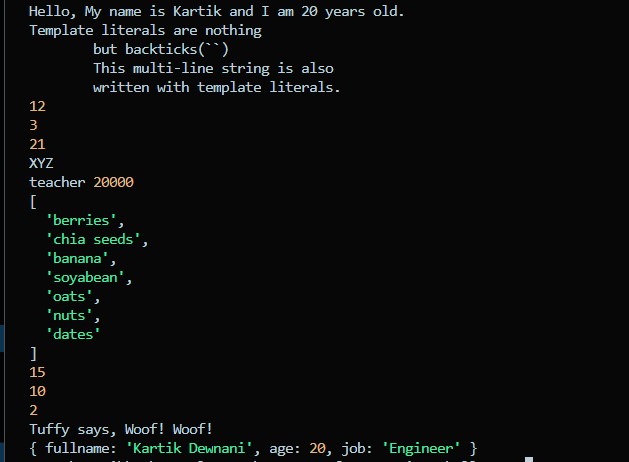 Hello, My name is Kartik and I am 20 years old.
Template literals are nothing
but backticks(``)
This multi-line string is also
written with template literals.
12
3
21
XYZ
teacher 20000
[
'berries',
'chia seeds',
'banana',
'soyabean',
'oats',
'nuts',
'dates'
]
15
10
2
Tuffy says, Woof! Woof!
{ fullname: 'Kartik Dewnani', age: 20, job: 'Engineer' }